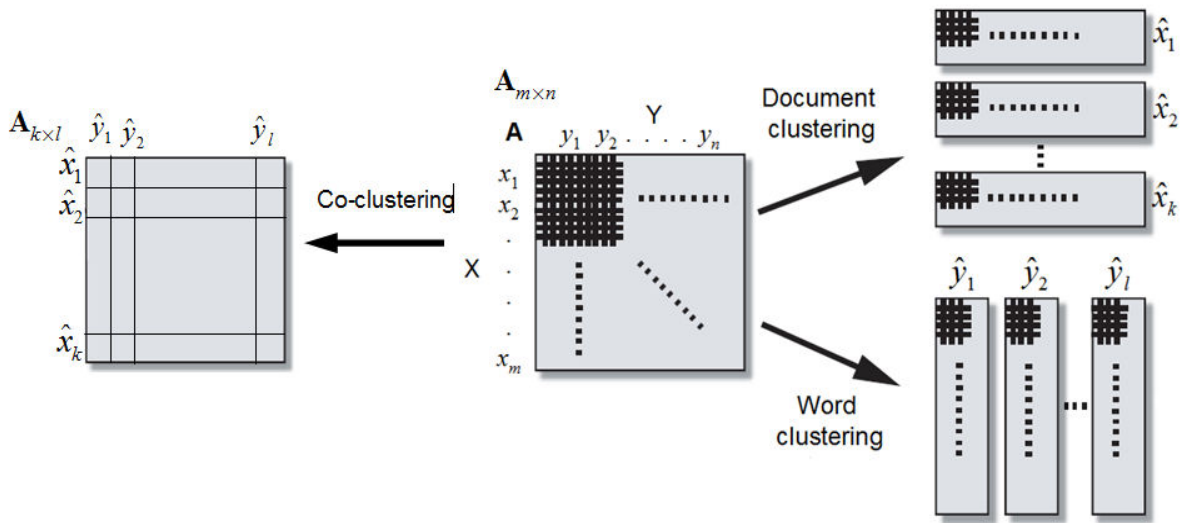 A_{k×l}
ŷ_1 ŷ_2 ŷ_l
x̂_1
x̂_2
x̂_k
Co-clustering
A_{m×n}
Y
A y_1 y_2 . . . . . y_n
x_1
x_2
.
X .
.
.
x_m
Document
clustering
Word
clustering
x̂_1
x̂_2
x̂_k
ŷ_1 ŷ_2 ŷ_l